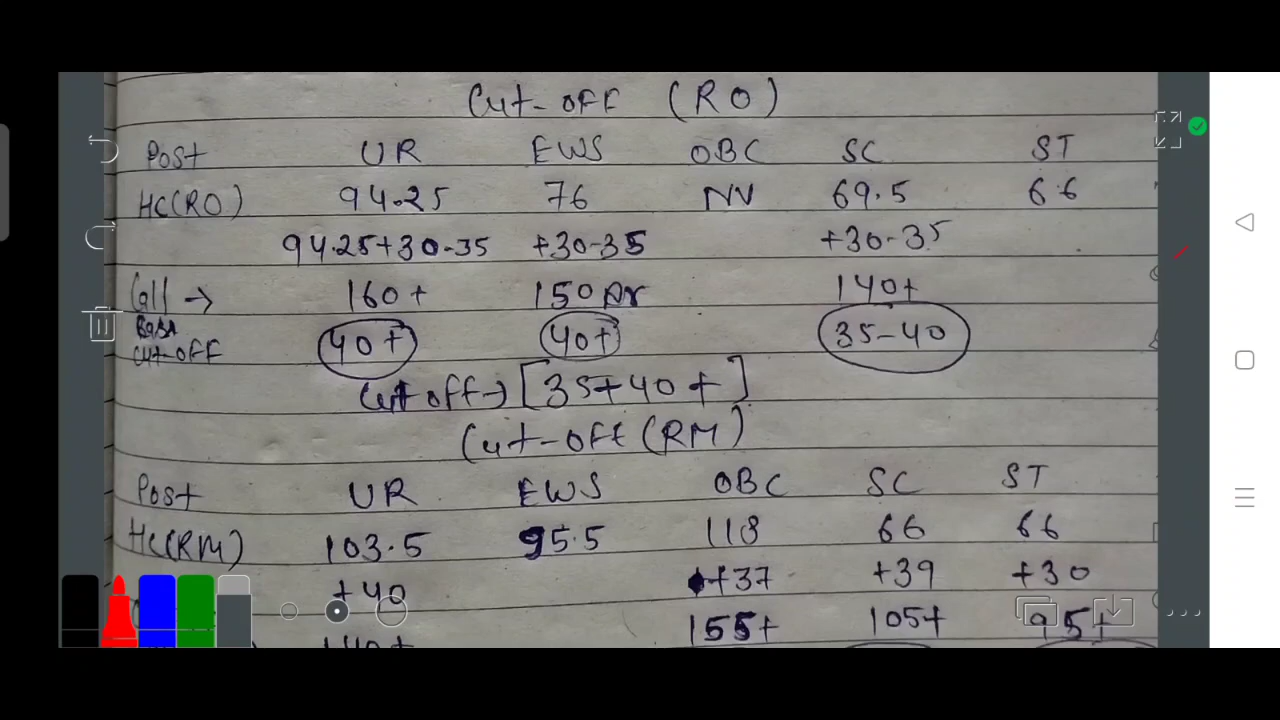 Cut-off (RO)
Post UR EWS OBC SC ST
HC(RO) 94.25 76 NV 69.5 66
94.25+30-35 +30-35 +30-35
Call → 160+ 150 140+
Cut-off 40+ 40+ 35-40
Cut off→ [35+40+]
Cut-off (RM)
Post UR EWS OBC SC ST
HC(RM) 103.5 95.5 118 66 66
+40 +37 +39 +30
140+ 155+ 105+ 95+